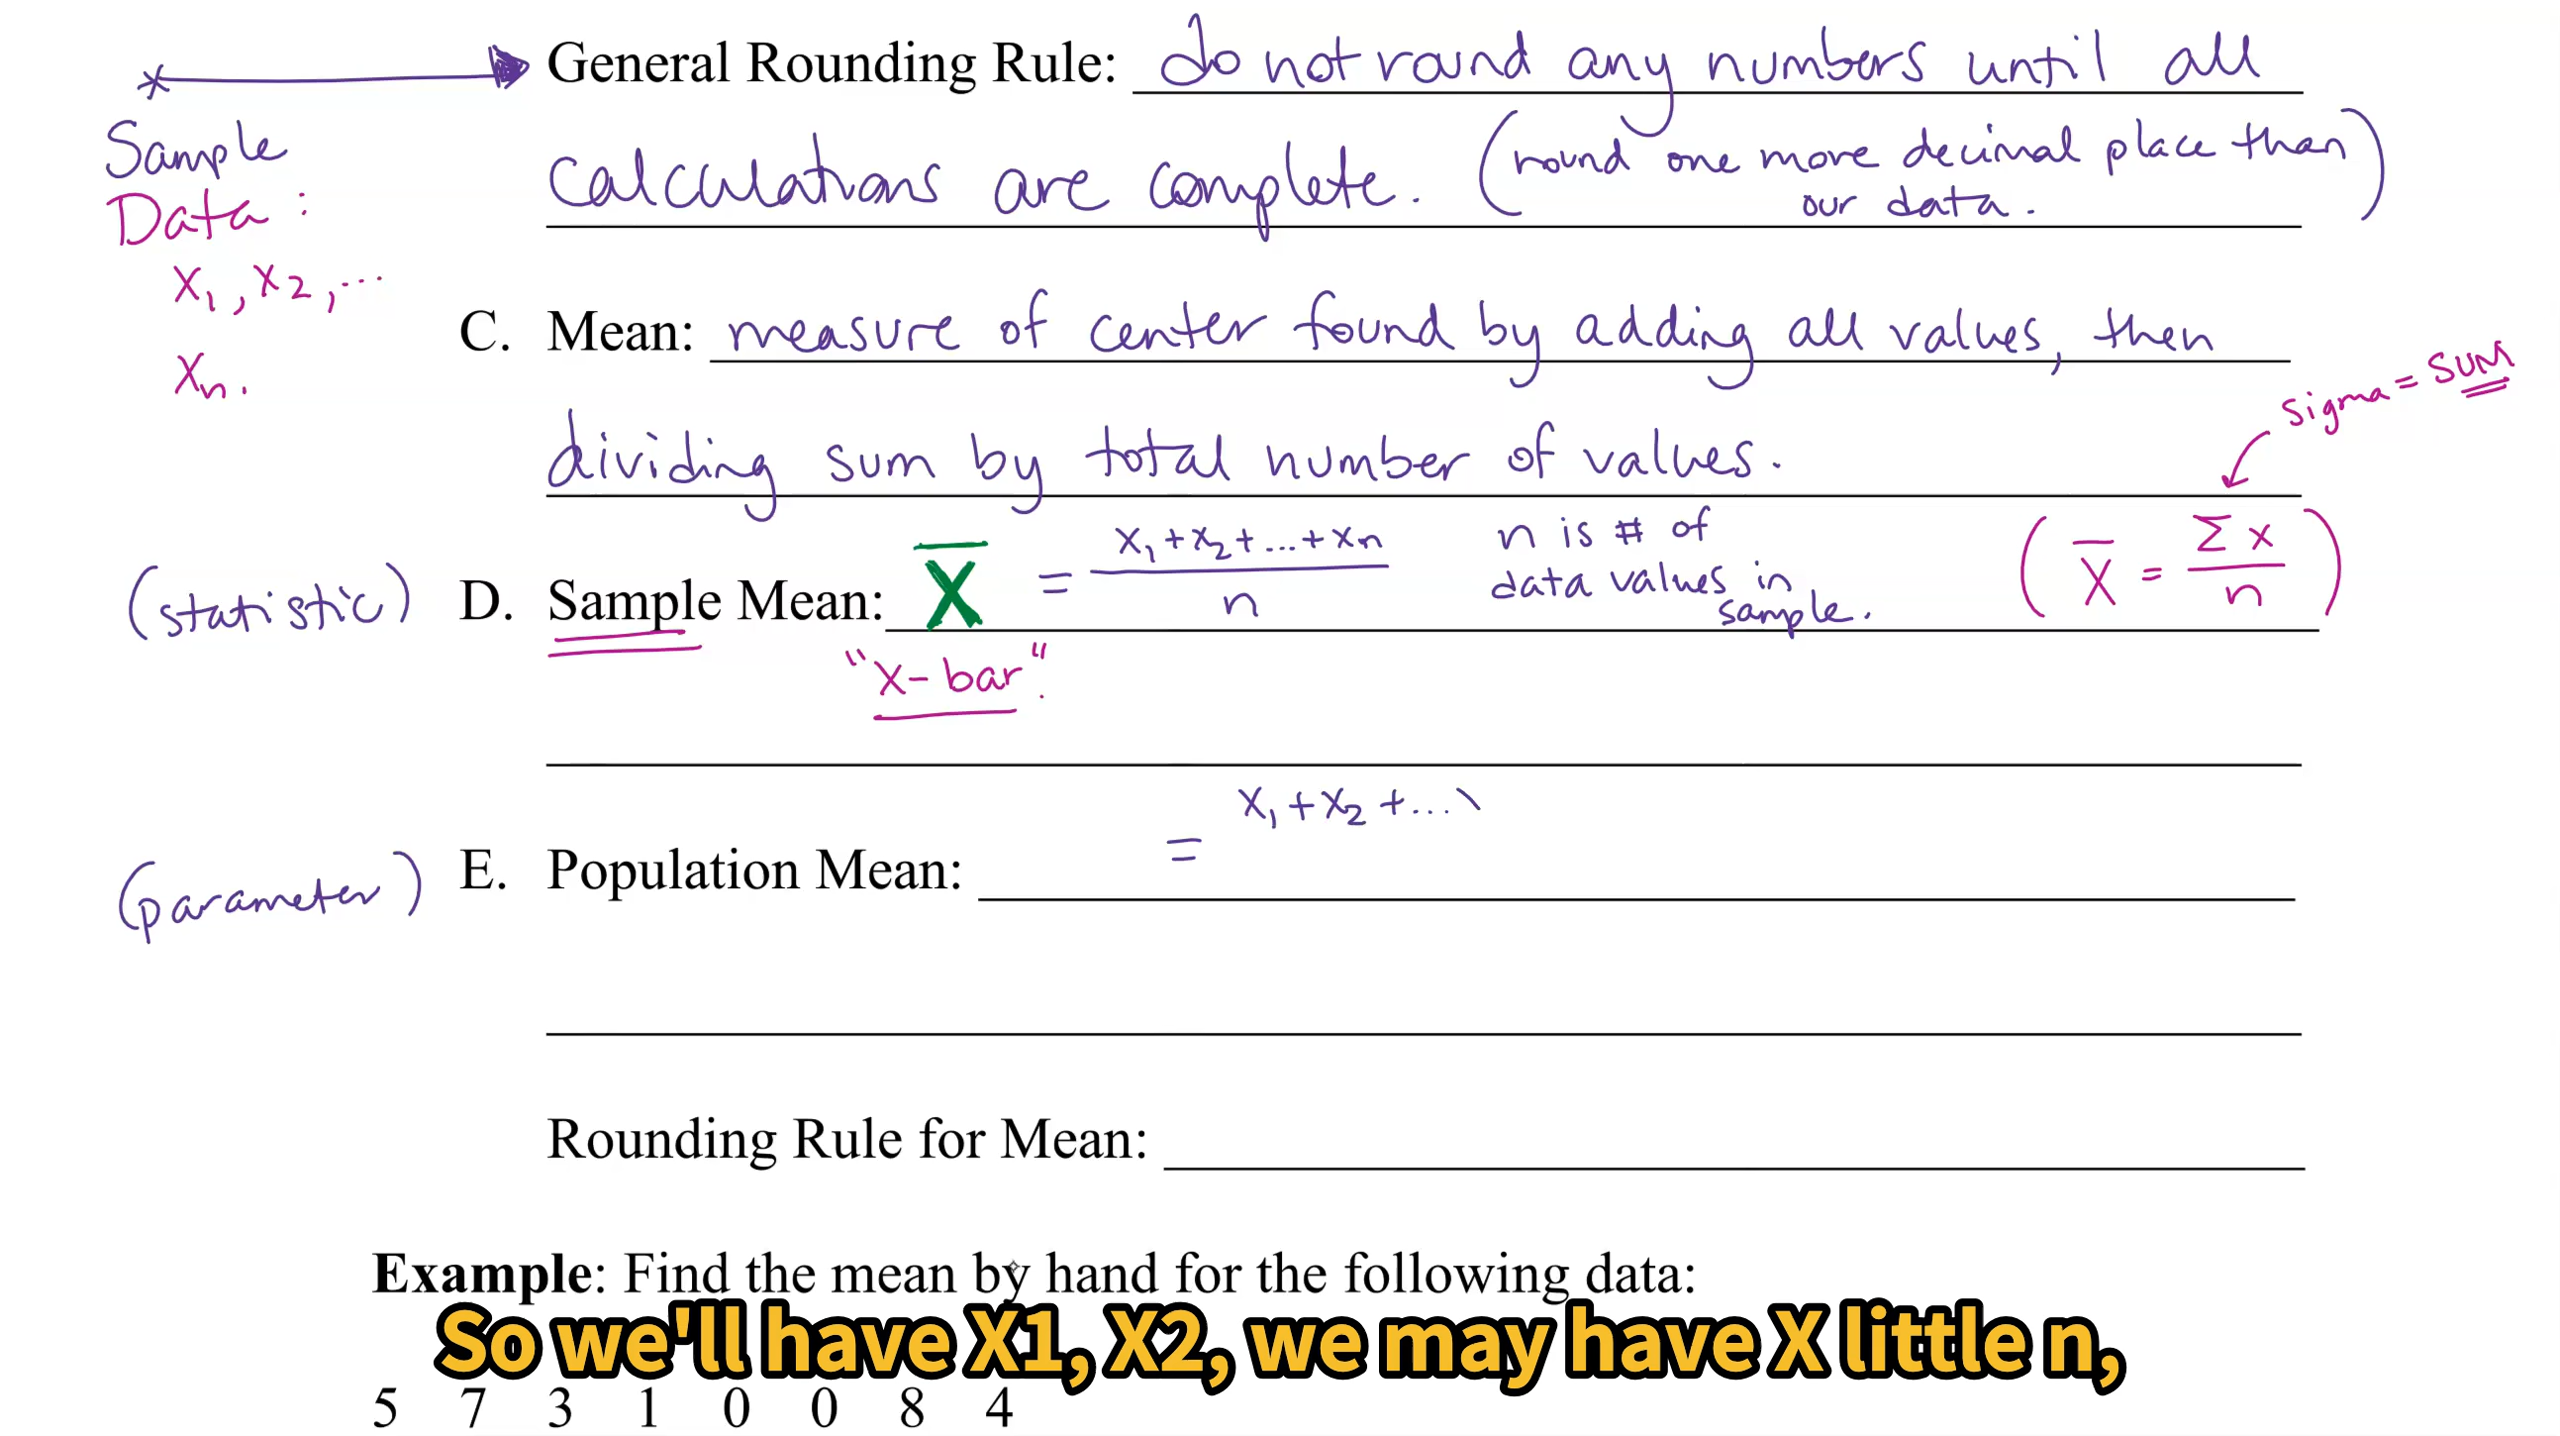 General Rounding Rule: do not round any numbers until all
Sample
calculations are complete. (round one more decimal place than
our data.)
Data:
x₁, x₂, ...
xₙ.
C. Mean: measure of center found by adding all values, then
sigma = SUM
dividing sum by total number of values.
(statistic) D. Sample Mean: x̄ = (x₁+x₂+...+xₙ)/n n is # of data values in sample. (x̄ = Σx/n)
"x-bar".
x₁+x₂+...
(parameter) E. Population Mean: =
Rounding Rule for Mean:
Example: Find the mean by hand for the following data:
So we'll have X1, X2, we may have X little n,
5 7 3 1 0 0 8 4